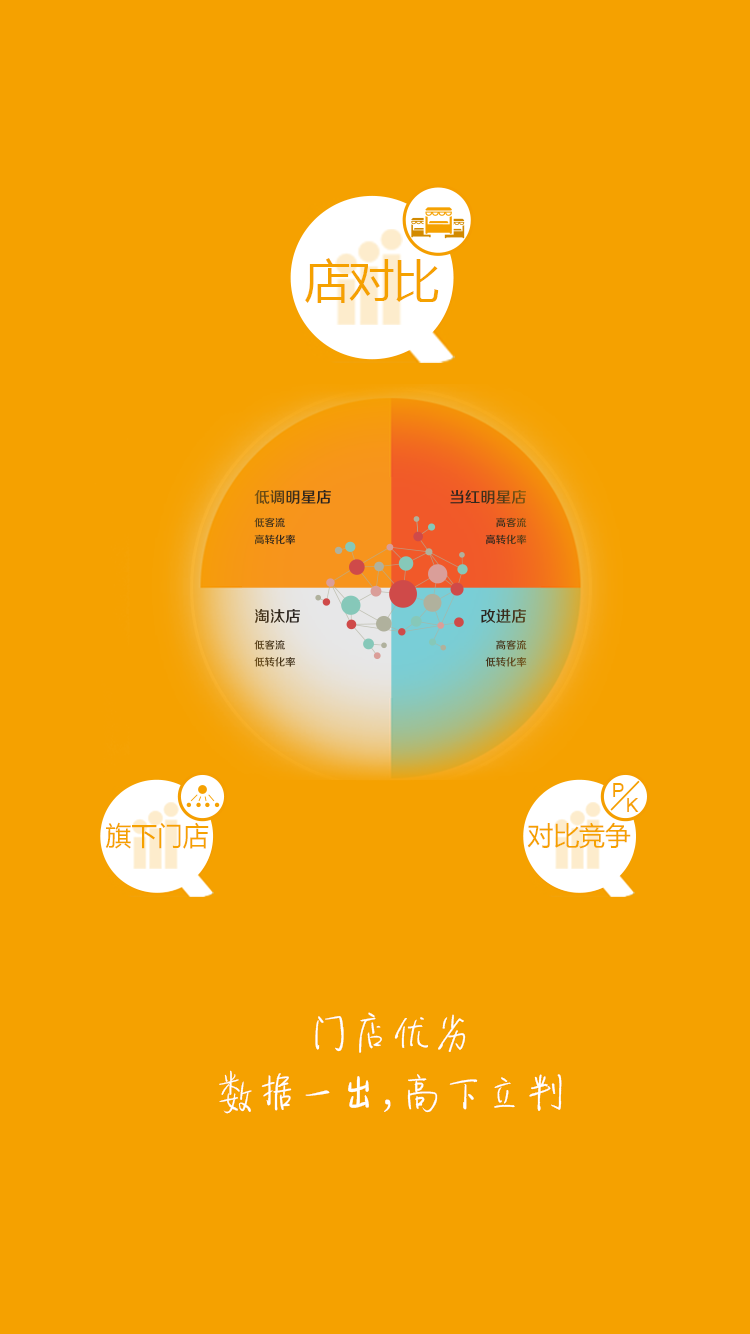 店对比
低调明星店
低客流
高转化率
当红明星店
高客流
高转化率
淘汰店
低客流
低转化率
改进店
高客流
低转化率
旗下门店
P/K
对比竞争
门店优劣
数据一出,高下立判